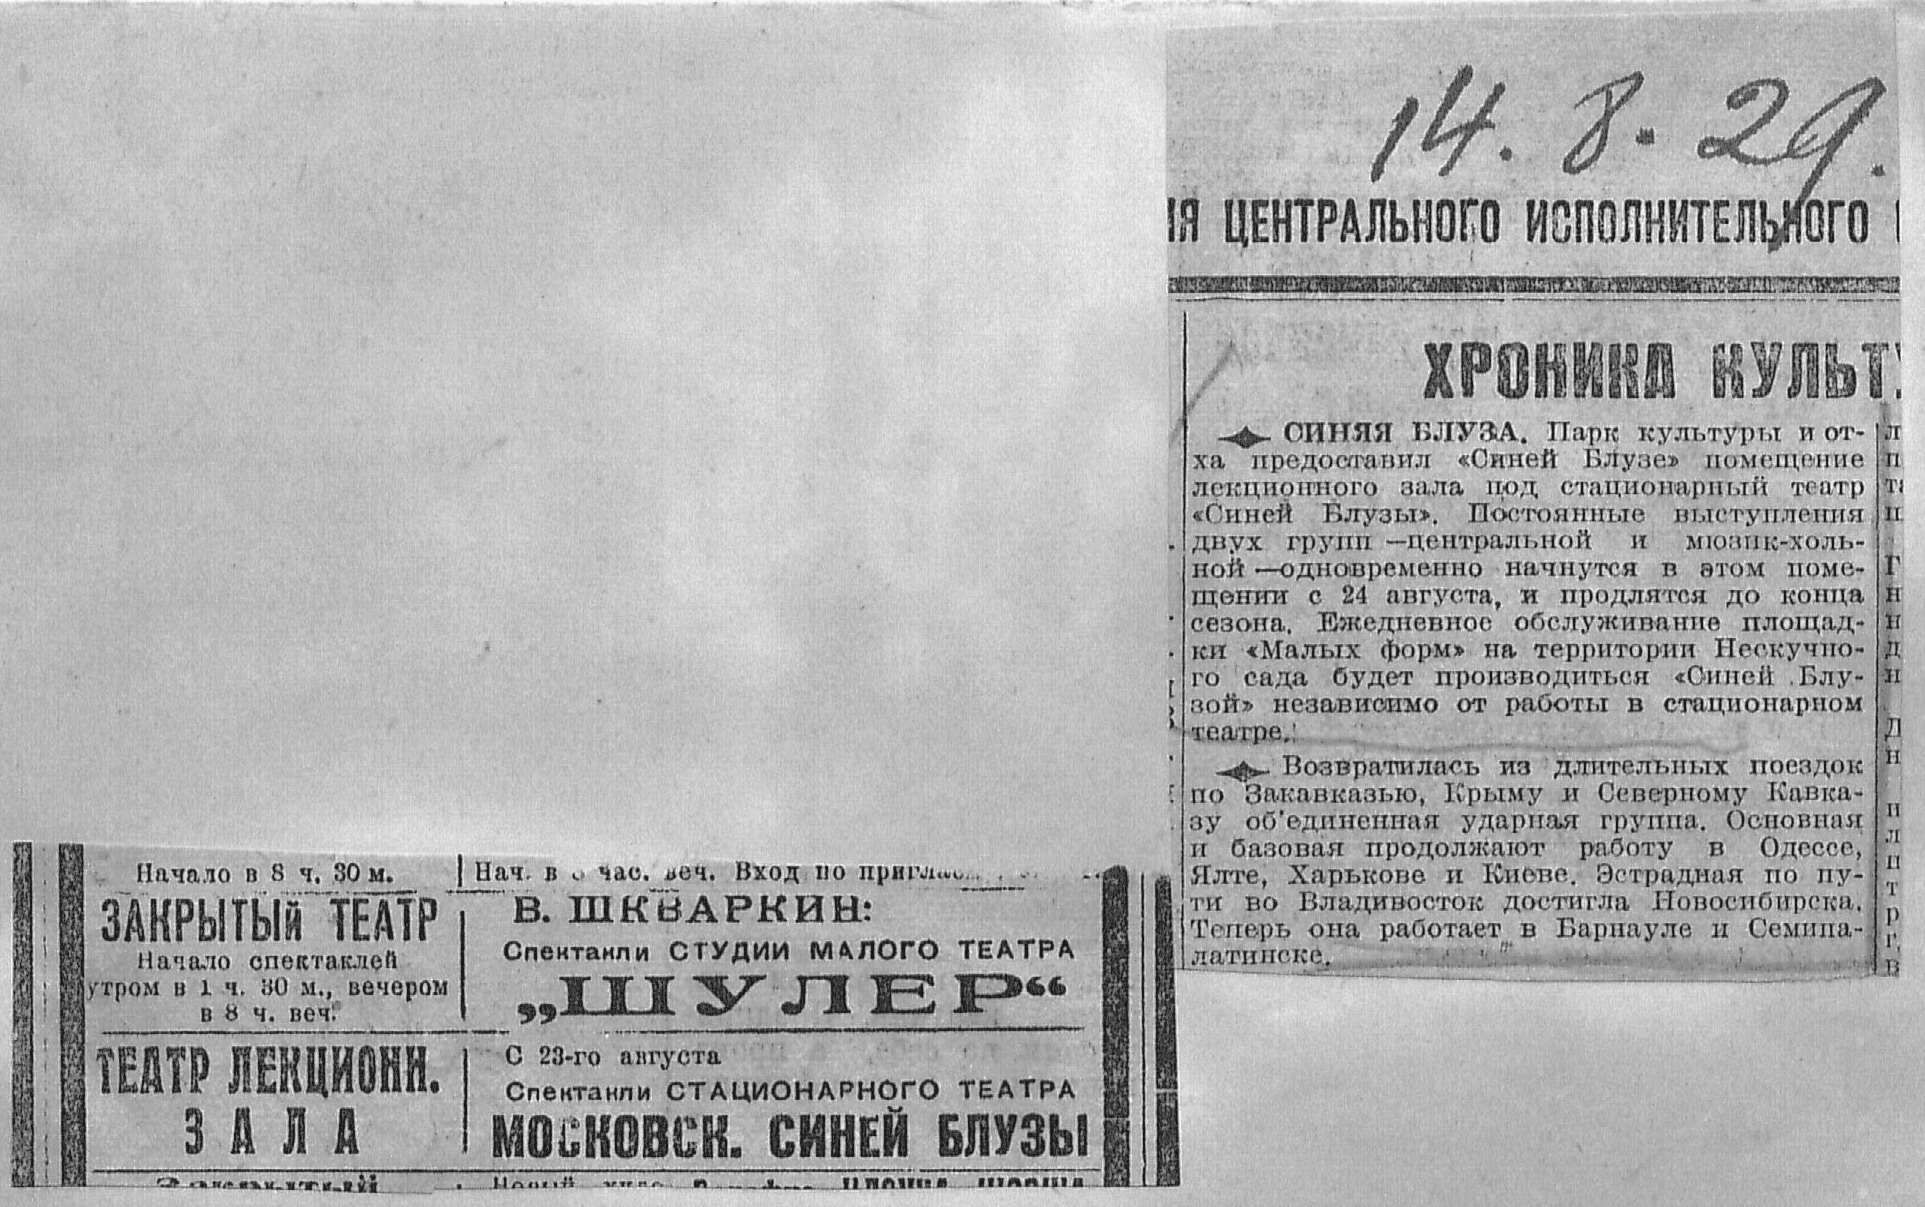 14. 8. 29.
ЦЕНТРАЛЬНОГО ИСПОЛНИТЕЛЬНОГО
ХРОНИКА КУЛЬТУ
СИНЯЯ БЛУЗА. Парк культуры и от-
ха предоставил «Синей Блузе» помещение
лекционного зала под стационарный театр
«Синей Блузы». Постоянные выступления
двух групп —центральной и мюзик-холь-
ной —одновременно начнутся в этом поме-
щении с 24 августа, и продлятся до конца
сезона. Ежедневное обслуживание площад-
ки «Малых форм» на территории Нескучно-
го сада будет производиться «Синей Блу-
зой» независимо от работы в стационарном
театре.
Возвратилась из длительных поездок
по Закавказью, Крыму и Северному Кавка-
зу об'единенная ударная группа. Основная
и базовая продолжают работу в Одессе,
Ялте, Харькове и Киеве. Эстрадная по пу-
ти во Владивосток достигла Новосибирска.
Теперь она работает в Барнауле и Семипа-
латинске.
Начало в 8 ч. 30 м.
Нач. в час. веч. Вход по
ЗАКРЫТЫЙ ТЕАТР
Начало спектаклей
утром в 1 ч. 30 м., вечером
в 8 ч. веч.
В. ШКВАРКИН:
Спектакли СТУДИИ МАЛОГО ТЕАТРА
„ШУЛЕР“
ТЕАТР ЛЕКЦИОНН.
ЗАЛА
С 23-го августа
Спектакли СТАЦИОНАРНОГО ТЕАТРА
МОСКОВСК. СИНЕЙ БЛУЗЫ